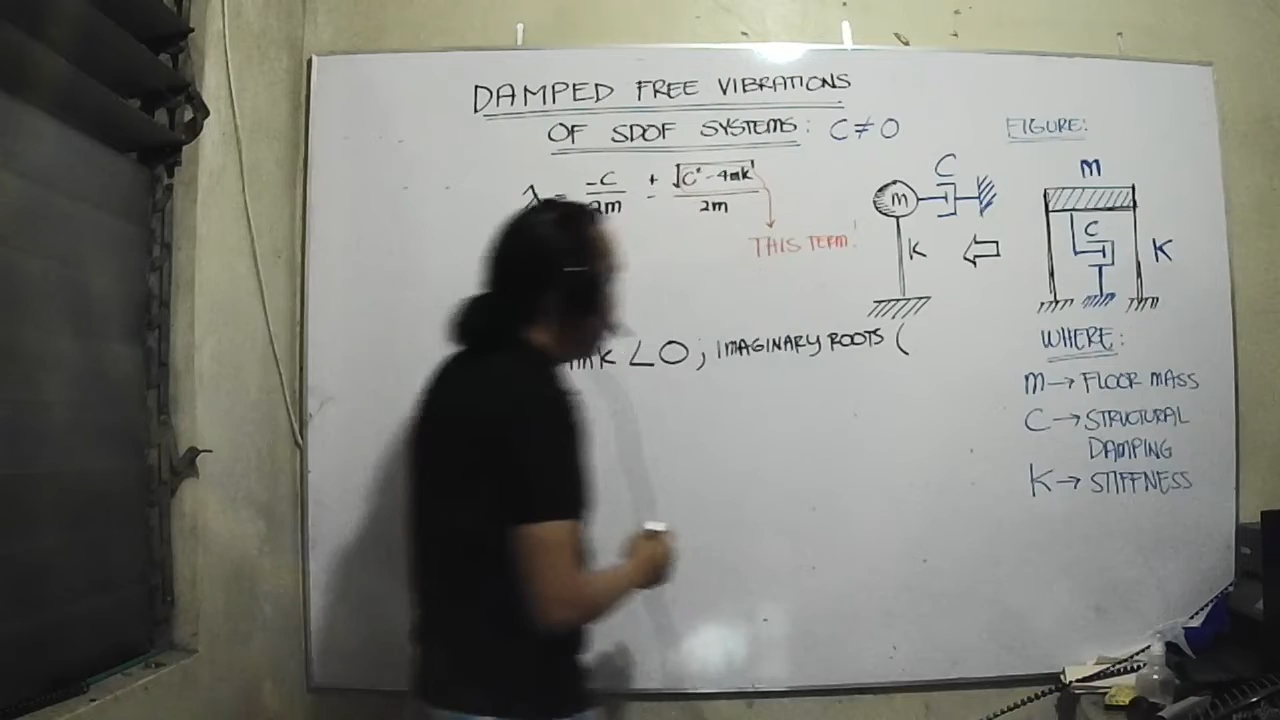 DAMPED FREE VIBRATIONS
OF SDOF SYSTEMS: C≠0
λ = -C/2m ± √(C² - 4mk)/2m
THIS TERM!
mk < 0 ; IMAGINARY ROOTS (
FIGURE:
C
m
K
m
C
K
WHERE:
m → FLOOR MASS
C → STRUCTURAL
DAMPING
K → STIFFNESS